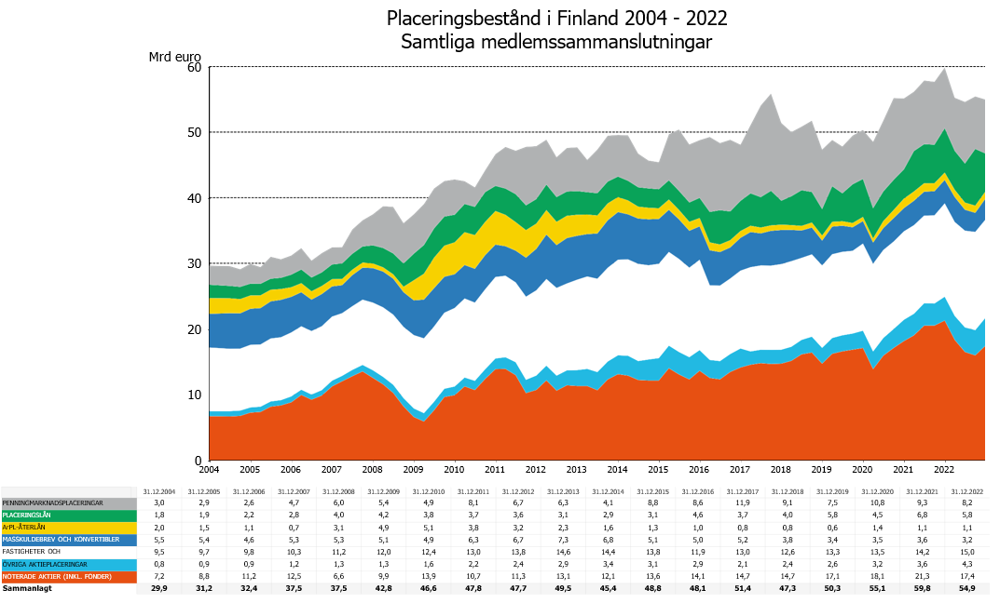 Placeringsbestånd i Finland 2004 - 2022
Samtliga medlemssammanslutningar
Mrd euro
60
50
40
30
20
10
0
2004 2005 2006 2007 2008 2009 2010 2011 2012 2013 2014 2015 2016 2017 2018 2019 2020 2021 2022
31.12.2004 31.12.2005 31.12.2006 31.12.2007 31.12.2008 31.12.2009 31.12.2010 31.12.2011 31.12.2012 31.12.2013 31.12.2014 31.12.2015 31.12.2016 31.12.2017 31.12.2018 31.12.2019 31.12.2020 31.12.2021 31.12.2022
PENNINGMARKNADSPLACERINGAR 3,0 2,9 2,6 4,7 6,0 5,4 4,9 8,1 6,7 6,3 4,1 8,8 8,6 11,9 9,1 7,5 10,8 9,3 8,2
PLACERINGSLÅN 1,8 1,9 2,2 2,8 4,0 4,2 3,8 3,7 3,6 3,1 2,9 3,1 4,6 3,7 4,0 5,8 4,5 6,8 5,8
ArPL-ÅTERLÅN 2,0 1,5 1,1 0,7 3,1 4,9 5,1 3,8 3,2 2,3 1,6 1,0 0,8 0,8 0,6 1,4 1,1 1,1
MASSKULDEBREV OCH KONVERTIBLER 5,5 5,4 4,6 5,3 5,3 5,1 4,9 6,3 6,7 7,3 6,8 5,1 5,0 5,2 3,8 3,4 3,5 3,6 3,2
FASTIGHETER OCH 9,5 9,7 9,8 10,3 11,2 12,0 12,4 13,0 13,8 14,6 14,4 13,8 11,9 13,0 12,6 13,3 13,5 14,2 15,0
ÖVRIGA AKTIEPLACERINGAR 0,8 0,9 0,9 1,2 1,3 1,3 1,6 2,2 2,4 2,9 3,4 3,1 2,9 2,1 2,4 2,6 3,2 3,6 4,3
NOTERADE AKTIER (INKL. FONDER) 7,2 8,8 11,2 12,5 6,6 9,9 13,9 10,7 11,3 13,1 12,1 13,6 14,1 14,7 14,7 17,1 18,1 21,3 17,4
Sammanlagt 29,9 31,2 32,4 37,5 37,5 42,8 46,6 47,8 47,7 49,5 45,4 48,8 48,1 51,4 47,3 50,3 55,1 59,8 54,9